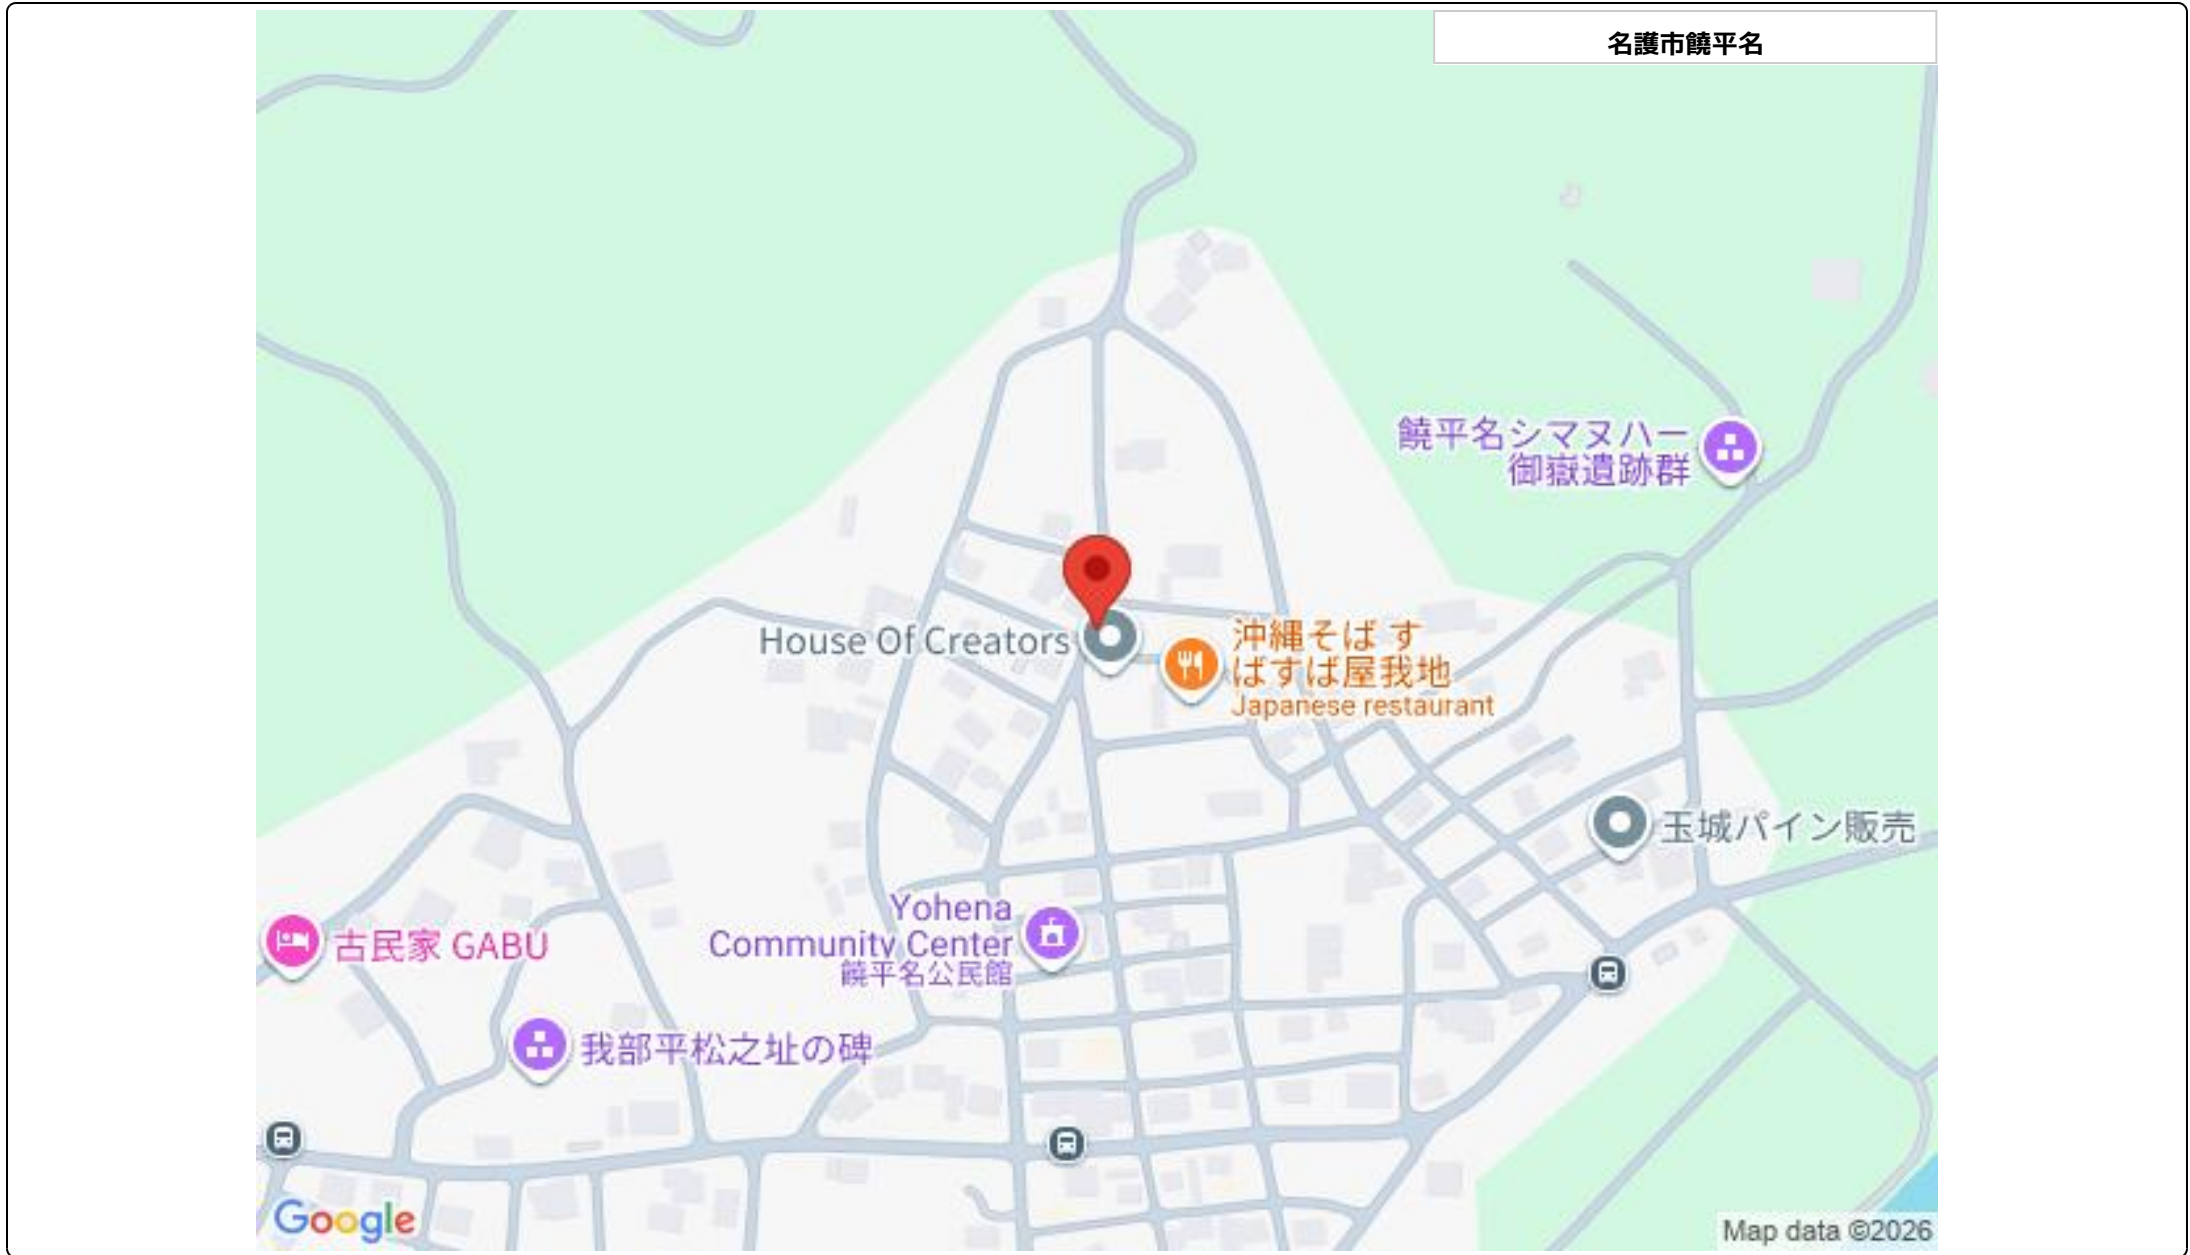 名護市饒平名
饒平名シマヌハー
御嶽遺跡群
House Of Creators
沖縄そば す
ばすば屋我地
Japanese restaurant
玉城パイン販売
Yohena
Community Center
饒平名公民館
古民家 GABU
我部平松之址の碑
Google
Map data ©2026